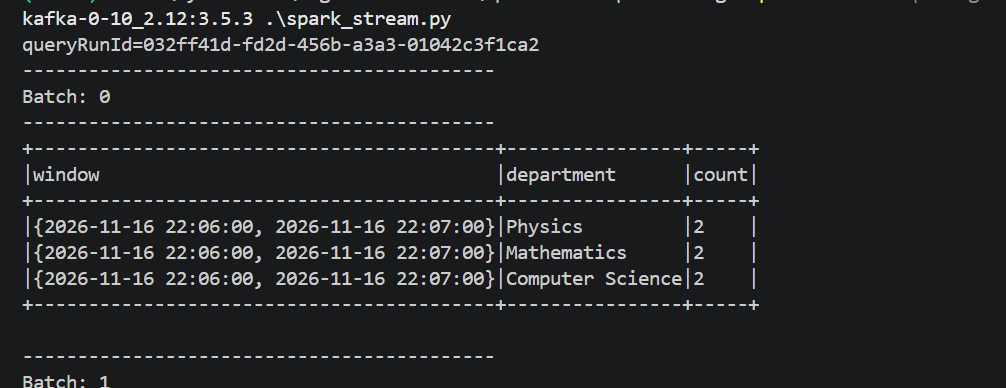 kafka-0-10_2.12:3.5.3 .\spark_stream.py
queryRunId=032ff41d-fd2d-456b-a3a3-01042c3f1ca2
-------------------------------------------
Batch: 0
-------------------------------------------
+------------------------------------------+----------------+-----+
|window                                    |department      |count|
+------------------------------------------+----------------+-----+
|{2026-11-16 22:06:00, 2026-11-16 22:07:00}|Physics         |2    |
|{2026-11-16 22:06:00, 2026-11-16 22:07:00}|Mathematics     |2    |
|{2026-11-16 22:06:00, 2026-11-16 22:07:00}|Computer Science|2    |
+------------------------------------------+----------------+-----+
-------------------------------------------
Batch: 1